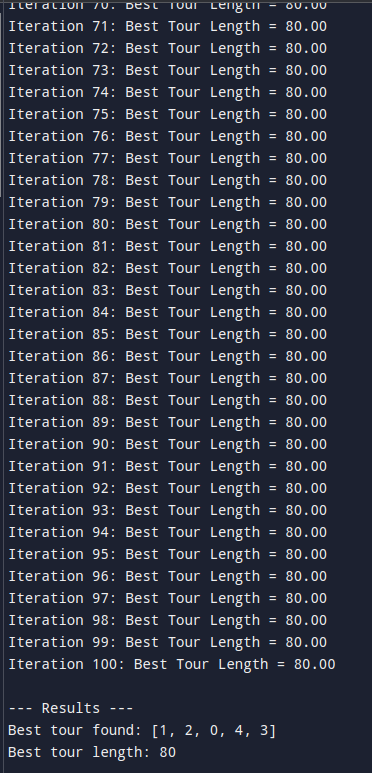 Iteration 70: Best Tour Length = 80.00
Iteration 71: Best Tour Length = 80.00
Iteration 72: Best Tour Length = 80.00
Iteration 73: Best Tour Length = 80.00
Iteration 74: Best Tour Length = 80.00
Iteration 75: Best Tour Length = 80.00
Iteration 76: Best Tour Length = 80.00
Iteration 77: Best Tour Length = 80.00
Iteration 78: Best Tour Length = 80.00
Iteration 79: Best Tour Length = 80.00
Iteration 80: Best Tour Length = 80.00
Iteration 81: Best Tour Length = 80.00
Iteration 82: Best Tour Length = 80.00
Iteration 83: Best Tour Length = 80.00
Iteration 84: Best Tour Length = 80.00
Iteration 85: Best Tour Length = 80.00
Iteration 86: Best Tour Length = 80.00
Iteration 87: Best Tour Length = 80.00
Iteration 88: Best Tour Length = 80.00
Iteration 89: Best Tour Length = 80.00
Iteration 90: Best Tour Length = 80.00
Iteration 91: Best Tour Length = 80.00
Iteration 92: Best Tour Length = 80.00
Iteration 93: Best Tour Length = 80.00
Iteration 94: Best Tour Length = 80.00
Iteration 95: Best Tour Length = 80.00
Iteration 96: Best Tour Length = 80.00
Iteration 97: Best Tour Length = 80.00
Iteration 98: Best Tour Length = 80.00
Iteration 99: Best Tour Length = 80.00
Iteration 100: Best Tour Length = 80.00
--- Results ---
Best tour found: [1, 2, 0, 4, 3]
Best tour length: 80